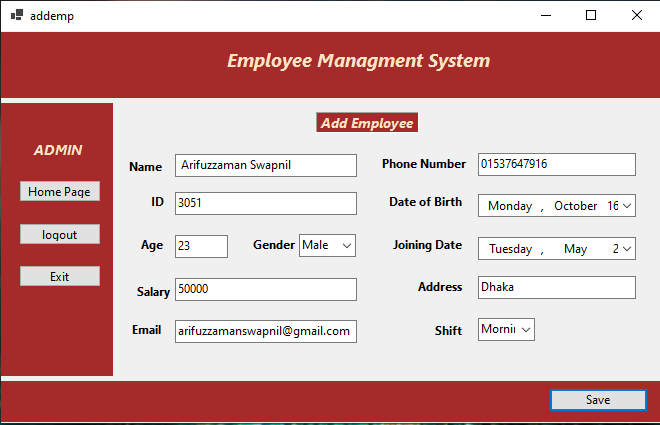 addemp
Employee Managment System
Add Employee
ADMIN
Home Page
logout
Exit
Name Arifuzzaman Swapnil
ID 3051
Age 23 Gender Male
Salary 50000
Email arifuzzamanswapnil@gmail.com
Phone Number 01537647916
Date of Birth Monday , October 16
Joining Date Tuesday , May 2
Address Dhaka
Shift
Save